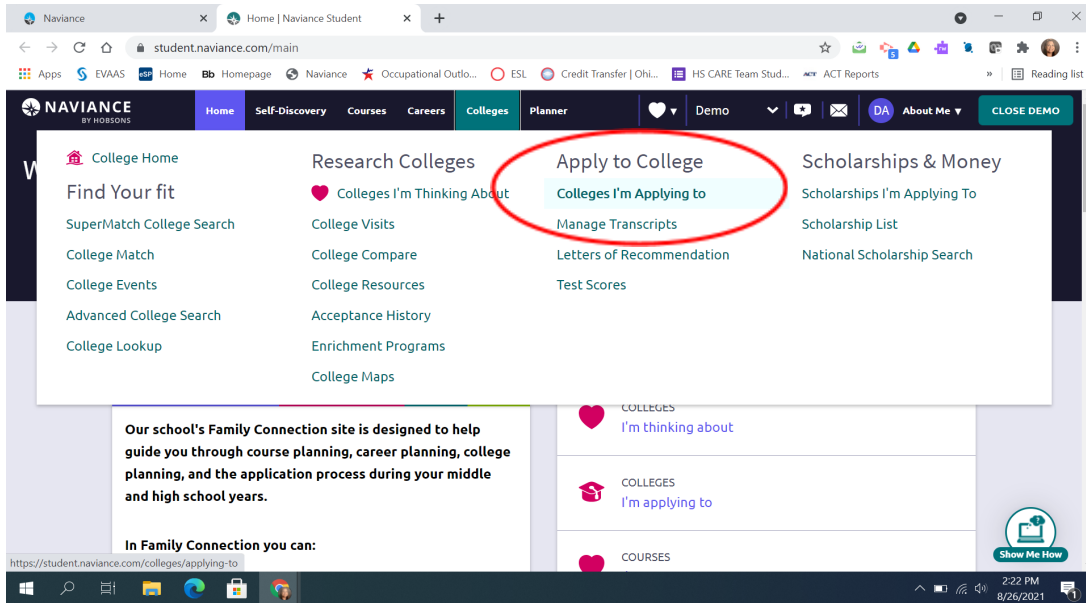 Naviance
Home | Naviance Student
student.naviance.com/main
Apps EVAAS eSP Home Bb Homepage Naviance Occupational Outlo... ESL Credit Transfer | Ohi... HS CARE Team Stud... ACT ACT Reports » Reading list
NAVIANCE
BY HOBSONS
Home Self-Discovery Courses Careers Colleges Planner Demo DA About Me CLOSE DEMO
W
College Home
Find Your fit
SuperMatch College Search
College Match
College Events
Advanced College Search
College Lookup
Research Colleges
Colleges I'm Thinking About
College Visits
College Compare
College Resources
Acceptance History
Enrichment Programs
College Maps
Apply to College
Colleges I'm Applying to
Manage Transcripts
Letters of Recommendation
Test Scores
Scholarships & Money
Scholarships I'm Applying To
Scholarship List
National Scholarship Search
Our school's Family Connection site is designed to help
guide you through course planning, career planning, college
planning, and the application process during your middle
and high school years.
In Family Connection you can:
COLLEGES
I'm thinking about
COLLEGES
I'm applying to
COURSES
Show Me How
https://student.naviance.com/colleges/applying-to
2:22 PM
8/26/2021